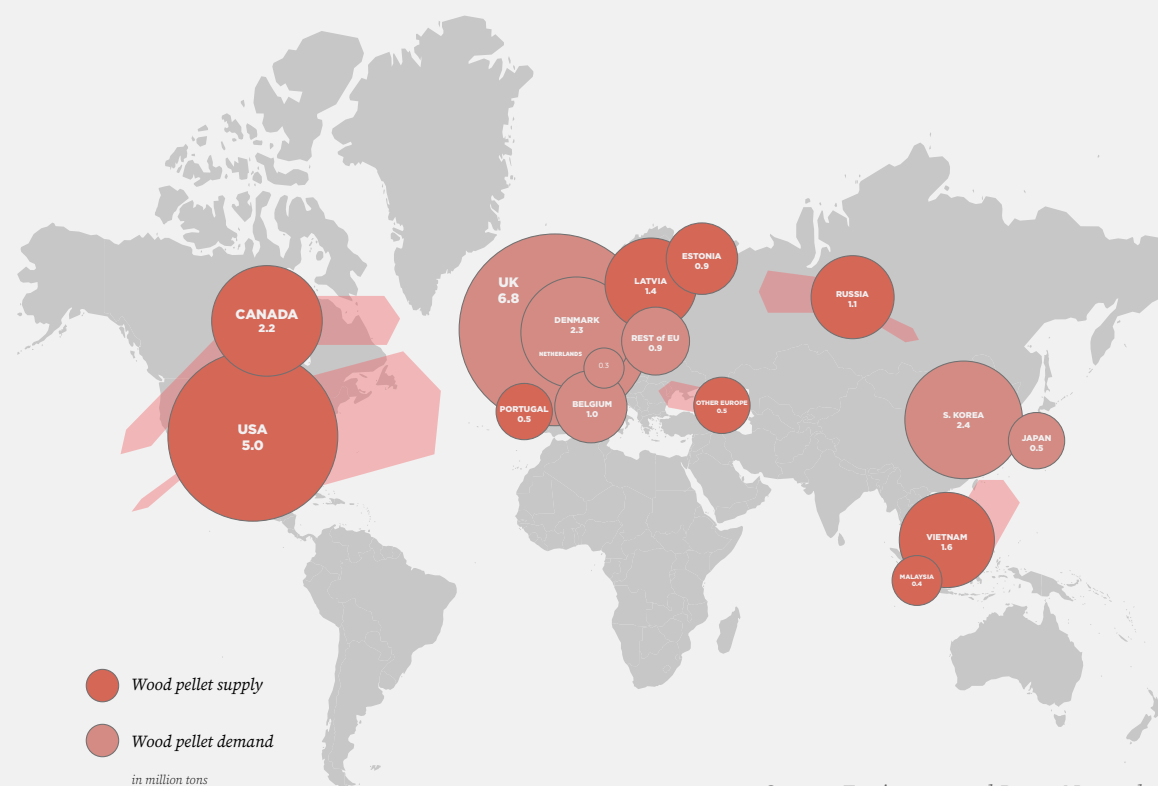 UK
6.8
ESTONIA
0.9
LATVIA
1.4
RUSSIA
1.1
CANADA
2.2
DENMARK
2.3
REST of EU
0.9
NETHERLANDS
0.3
PORTUGAL
0.5
BELGIUM
1.0
OTHER EUROPE
0.5
USA
5.0
S. KOREA
2.4
JAPAN
0.5
VIETNAM
1.6
MALAYSIA
0.4
Wood pellet supply
Wood pellet demand
in million tons